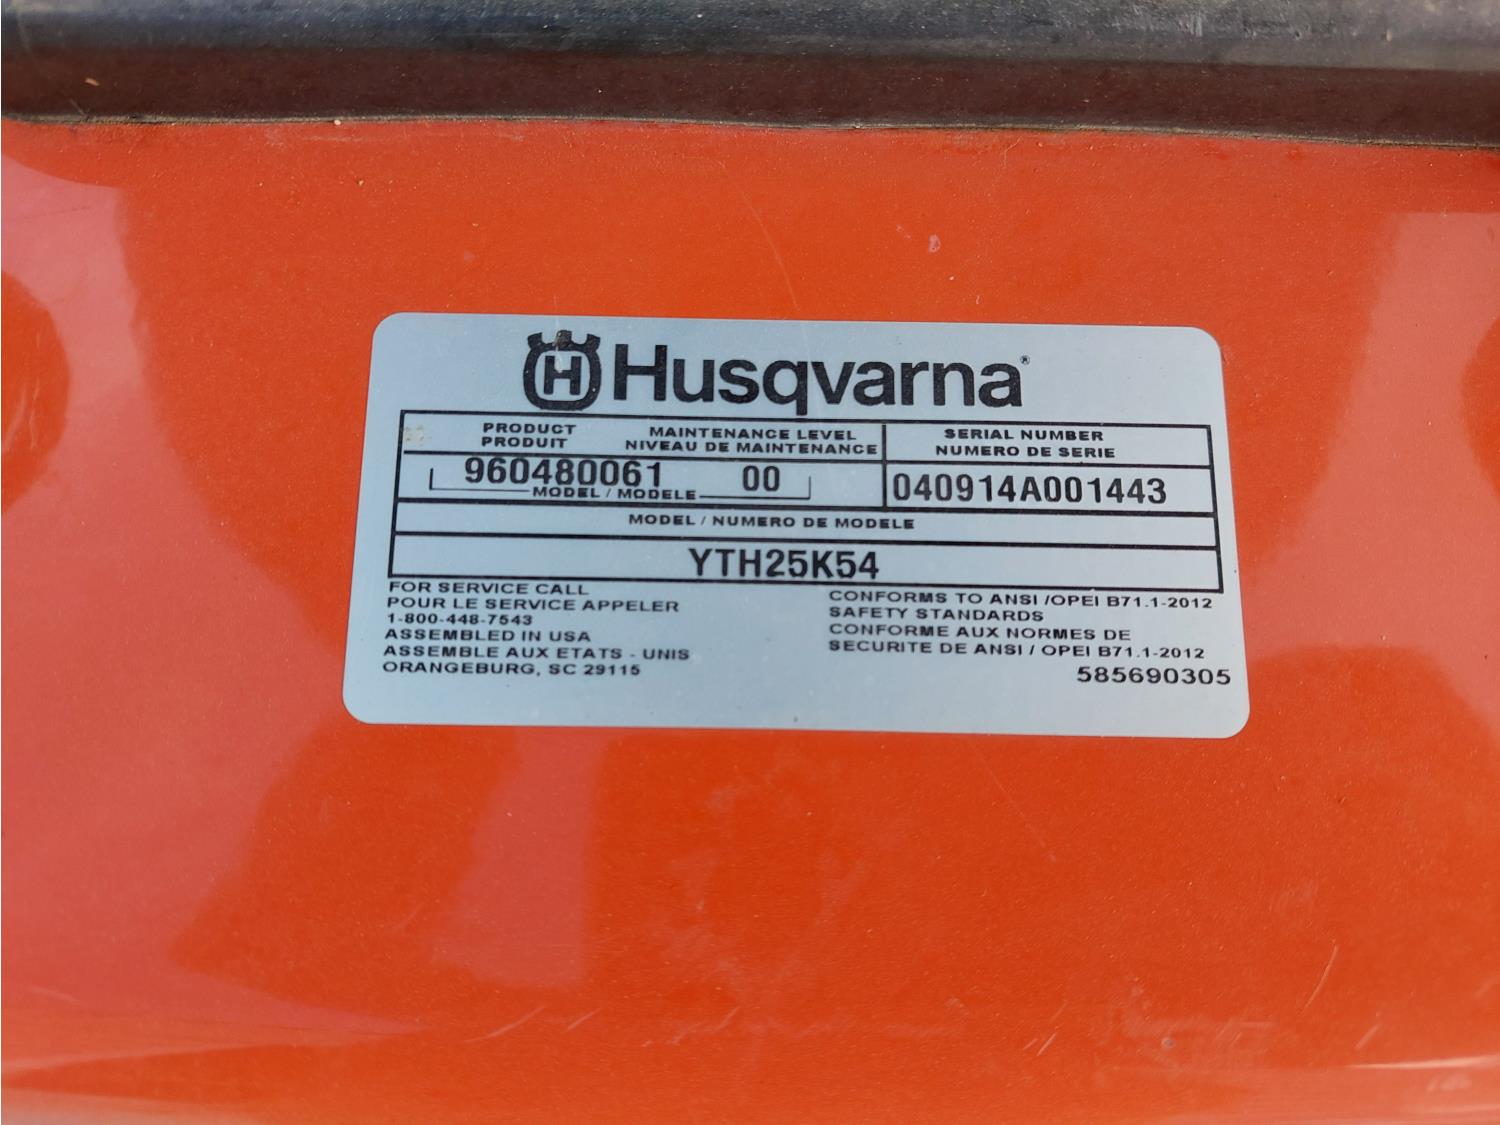 Husqvarna®
PRODUCT MAINTENANCE LEVEL SERIAL NUMBER
PRODUIT NIVEAU DE MAINTENANCE NUMERO DE SERIE
960480061 00 040914A001443
MODEL / MODELE
MODEL / NUMERO DE MODELE
YTH25K54
FOR SERVICE CALL
POUR LE SERVICE APPELER
1-800-448-7543
ASSEMBLED IN USA
ASSEMBLE AUX ETATS - UNIS
ORANGEBURG, SC 29115
CONFORMS TO ANSI /OPEI B71.1-2012
SAFETY STANDARDS
CONFORME AUX NORMES DE
SECURITE DE ANSI / OPEI B71.1-2012
585690305